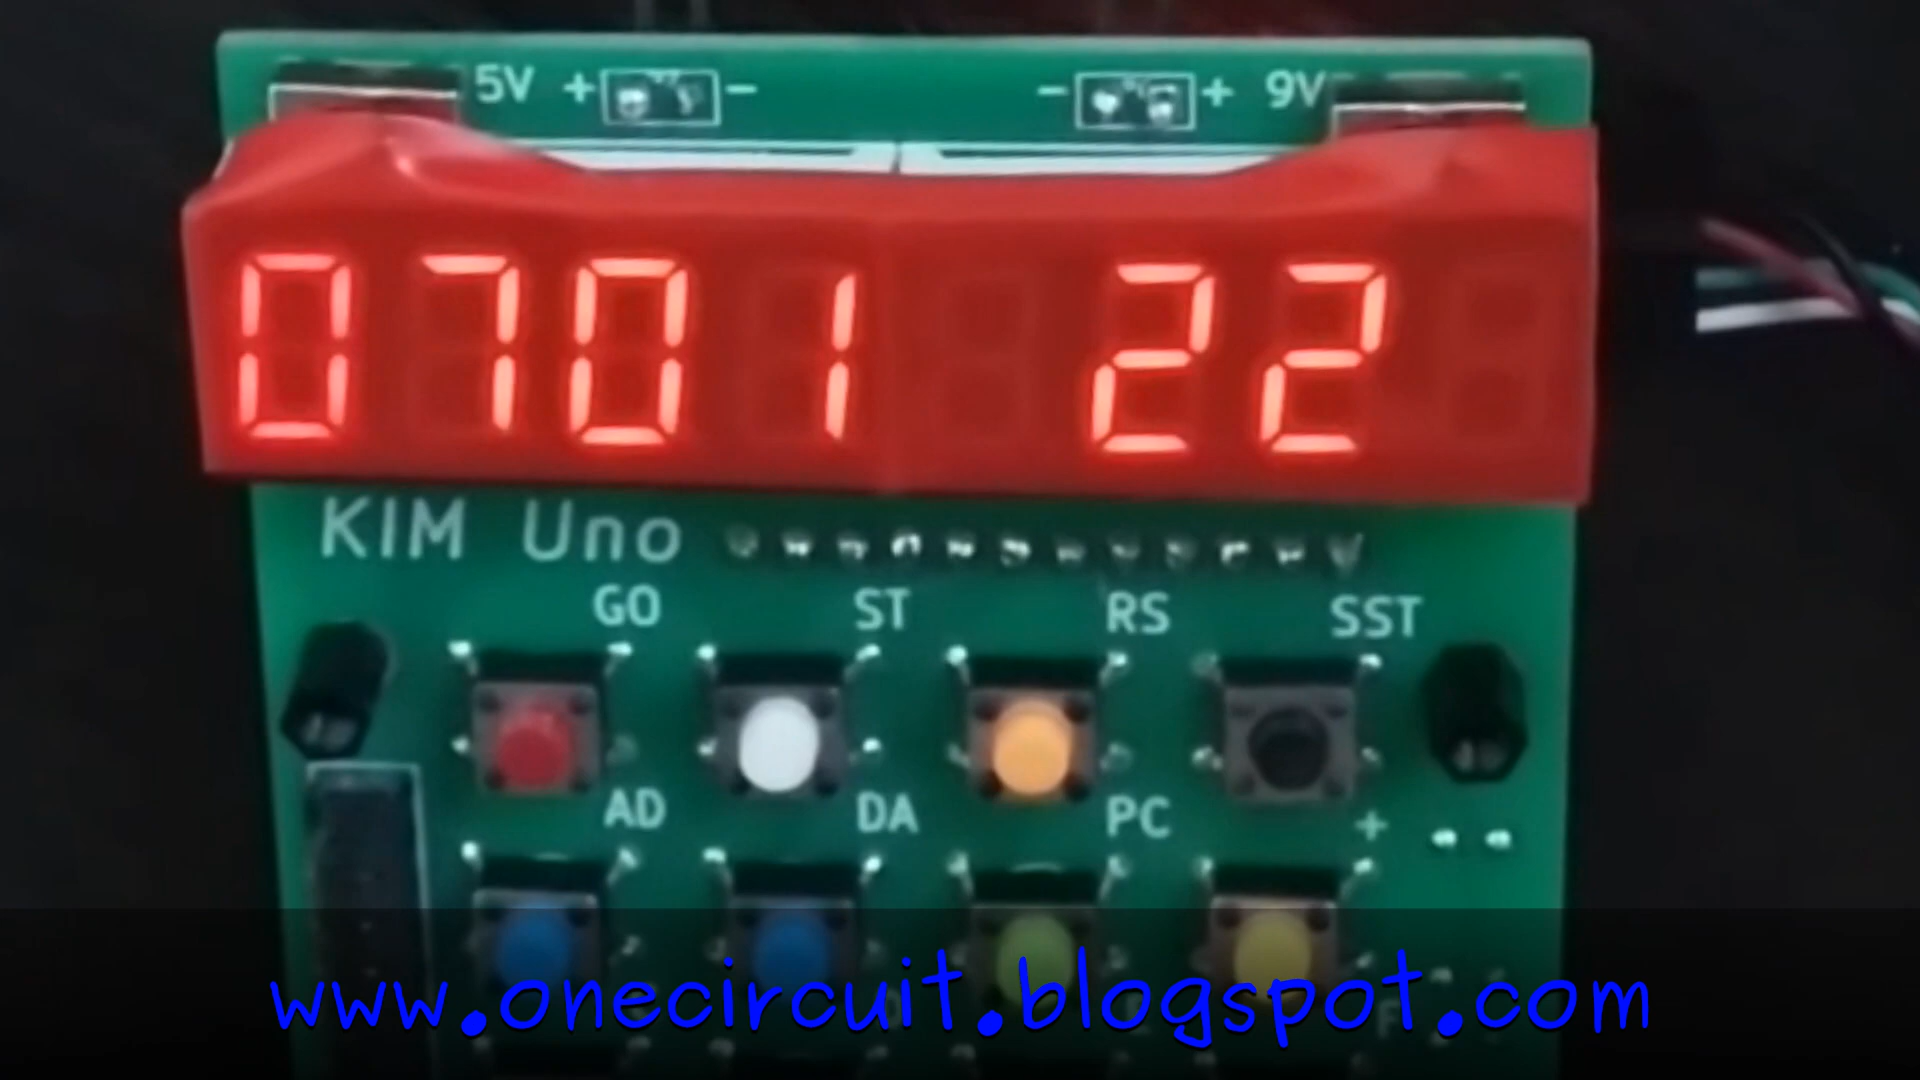 5V + - - + 9V
0701 22
KIM Uno
GO ST RS SST
AD DA PC +
www.onecircuit.blogspot.com